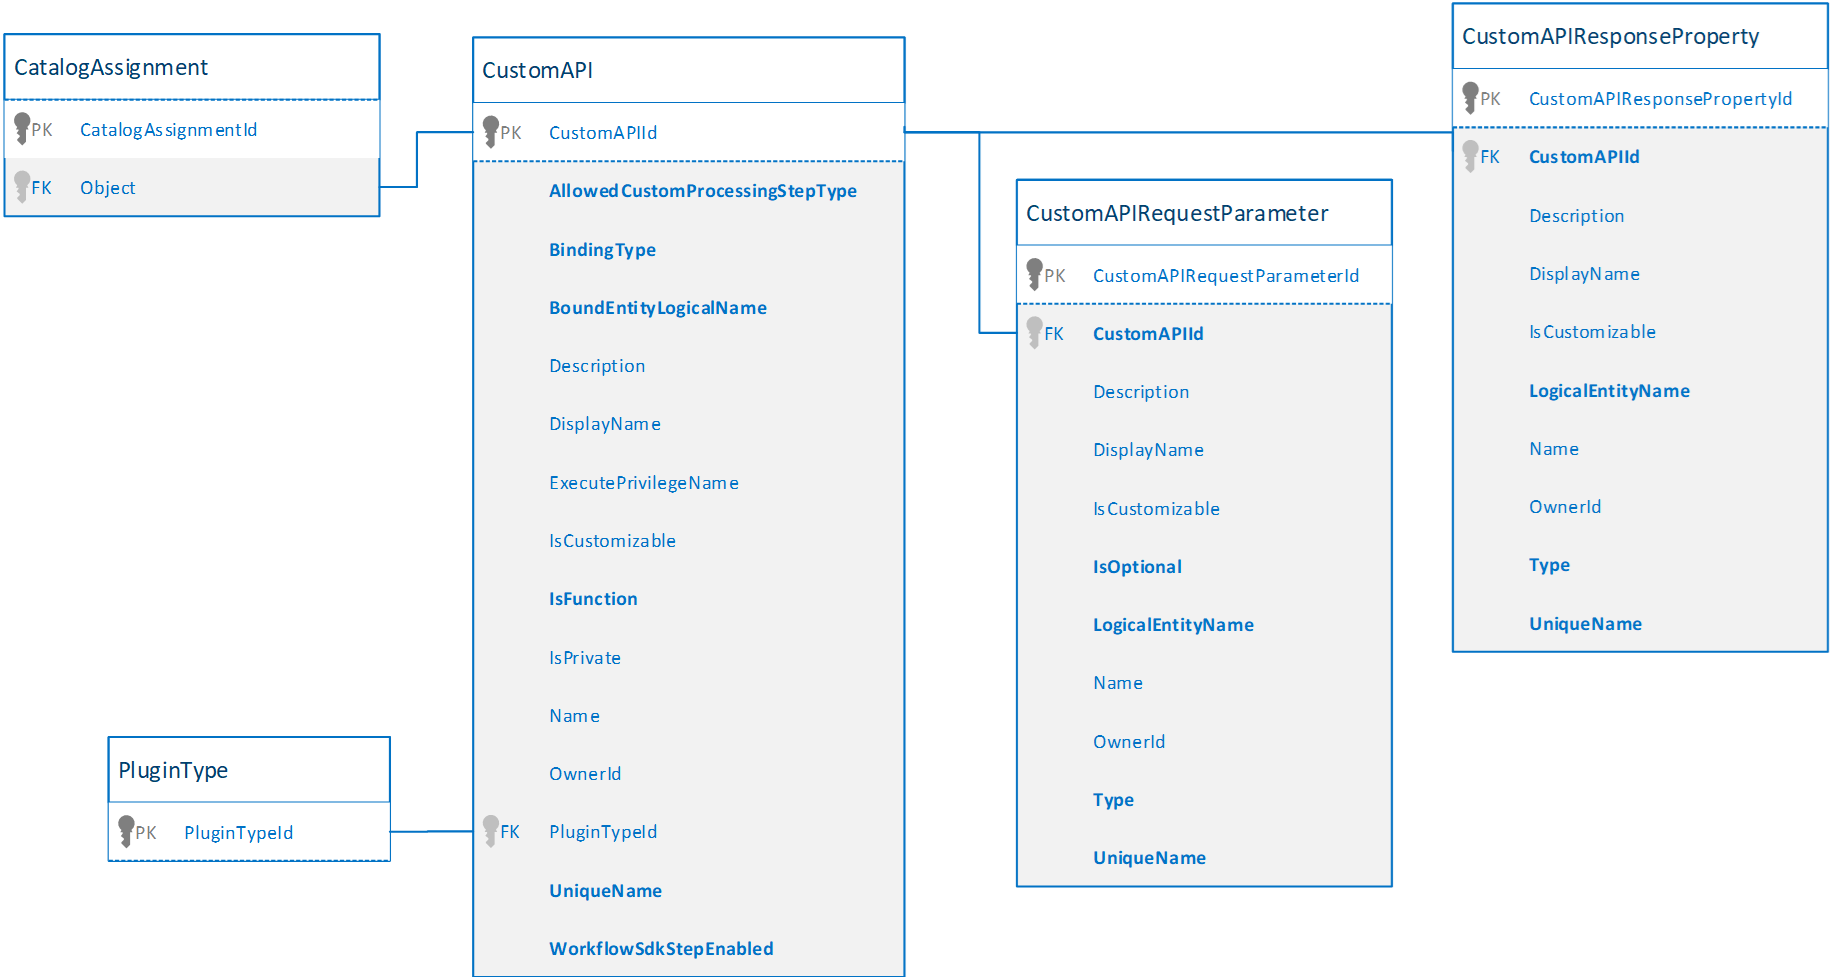 CatalogAssignment
PK CatalogAssignmentId
FK Object
CustomAPI
PK CustomAPIId
AllowedCustomProcessingStepType
BindingType
BoundEntityLogicalName
Description
DisplayName
ExecutePrivilegeName
IsCustomizable
IsFunction
IsPrivate
Name
OwnerId
FK PluginTypeId
UniqueName
WorkflowSdkStepEnabled
PluginType
PK PluginTypeId
CustomAPIRequestParameter
PK CustomAPIRequestParameterId
FK CustomAPIId
Description
DisplayName
IsCustomizable
IsOptional
LogicalEntityName
Name
OwnerId
Type
UniqueName
CustomAPIResponseProperty
PK CustomAPIResponsePropertyId
FK CustomAPIId
Description
DisplayName
IsCustomizable
LogicalEntityName
Name
OwnerId
Type
UniqueName